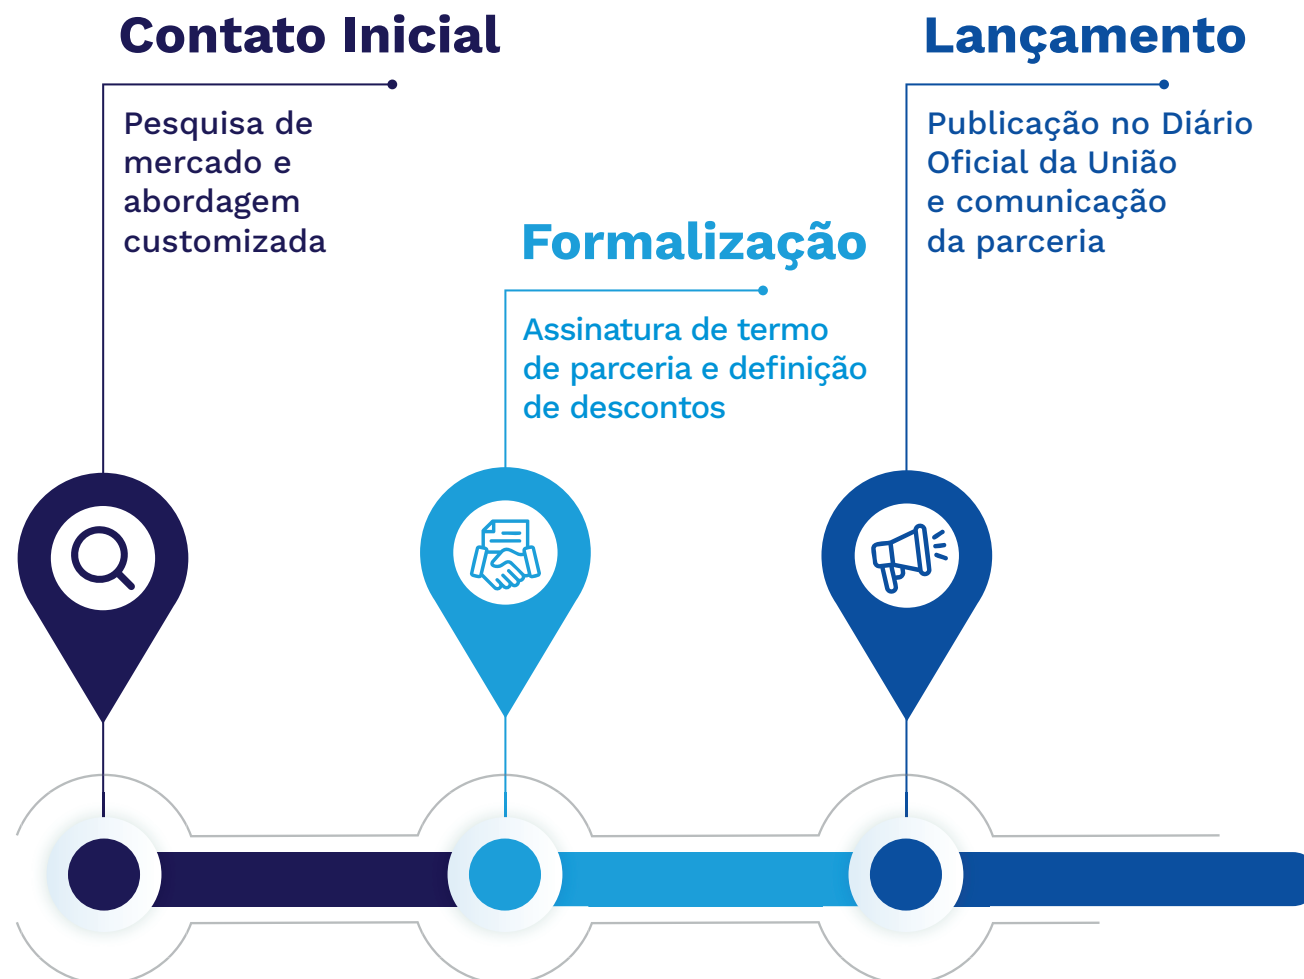 Contato Inicial
Pesquisa de
mercado e
abordagem
customizada
Formalização
Assinatura de termo
de parceria e definição
de descontos
Lançamento
Publicação no Diário
Oficial da União
e comunicação
da parceria